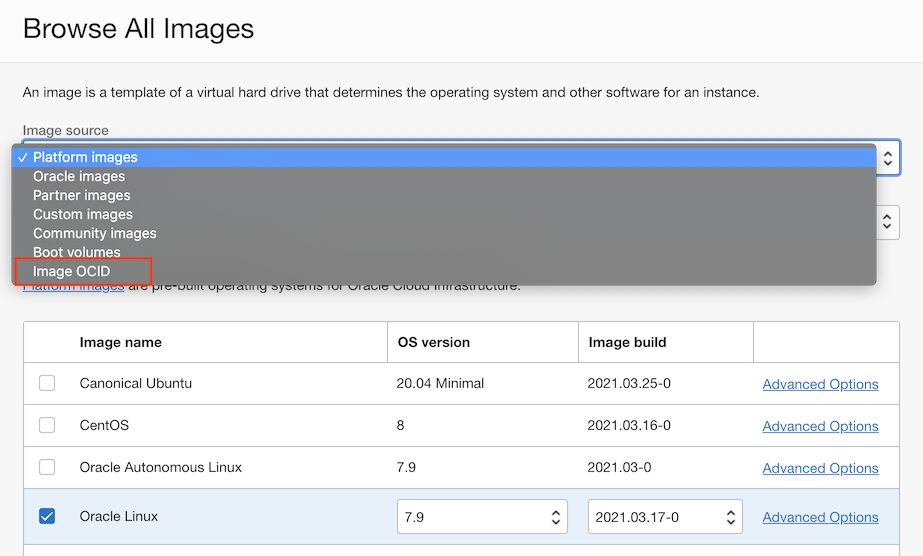 Browse All Images
An image is a template of a virtual hard drive that determines the operating system and other software for an instance.
Image source
✓ Platform images
Oracle images
Partner images
Custom images
Community images
Boot volumes
Image OCID
Platform images are pre-built operating systems for Oracle Cloud Infrastructure.
Image name OS version Image build
Canonical Ubuntu 20.04 Minimal 2021.03.25-0 Advanced Options
CentOS 8 2021.03.16-0 Advanced Options
Oracle Autonomous Linux 7.9 2021.03-0 Advanced Options
Oracle Linux 7.9 2021.03.17-0 Advanced Options